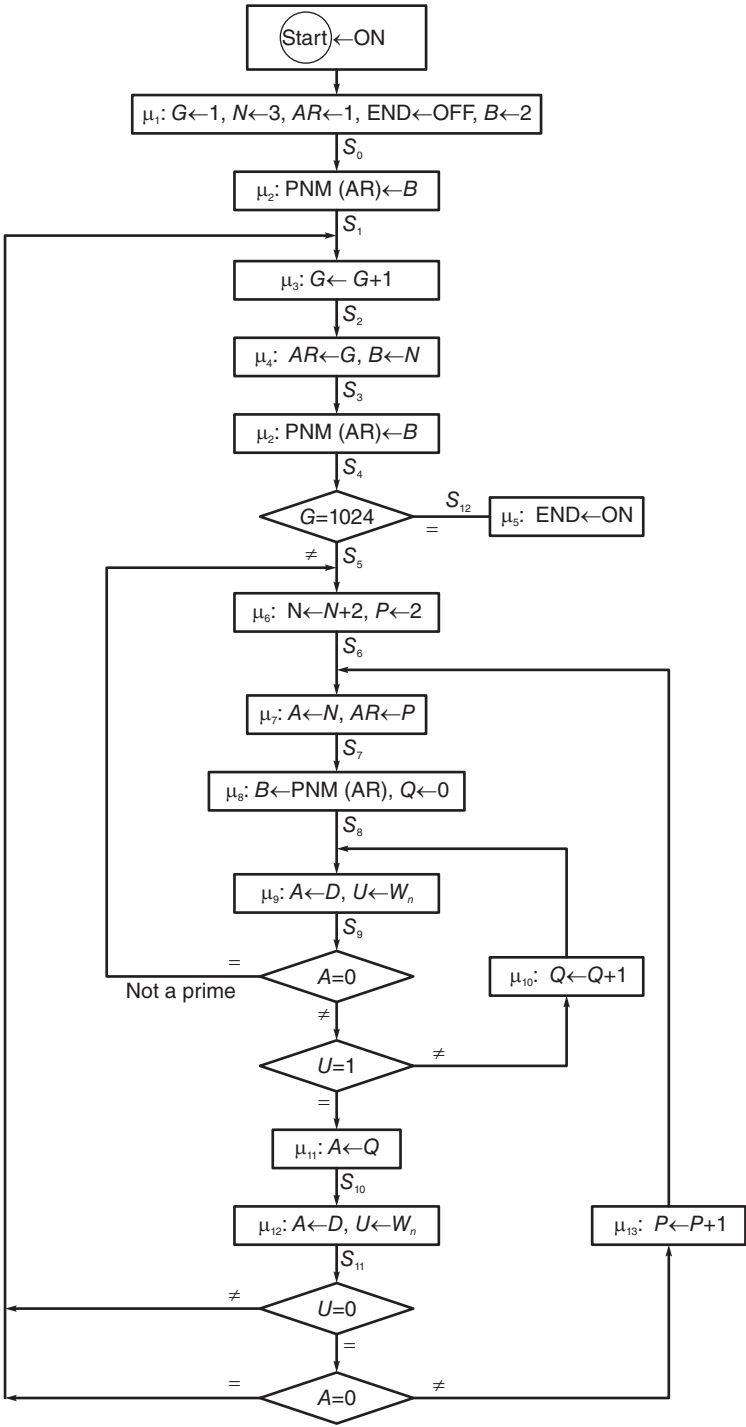 Start ←ON
μ₁: G←1, N←3, AR←1, END←OFF, B←2
S₀
μ₂: PNM (AR)←B
S₁
μ₃: G← G+1
S₂
μ₄: AR←G, B←N
S₃
μ₂: PNM (AR)←B
S₄
G=1024
S₁₂
=
μ₅: END←ON
≠
S₅
μ₆: N←N+2, P←2
S₆
μ₇: A←N, AR←P
S₇
μ₈: B←PNM (AR), Q←0
S₈
μ₉: A←D, U←Wₙ
S₉
=
A=0
Not a prime
μ₁₀: Q←Q+1
≠
U=1
≠
=
μ₁₁: A←Q
S₁₀
μ₁₂: A←D, U←Wₙ
μ₁₃: P←P+1
S₁₁
≠
U=0
=
=
A=0
≠